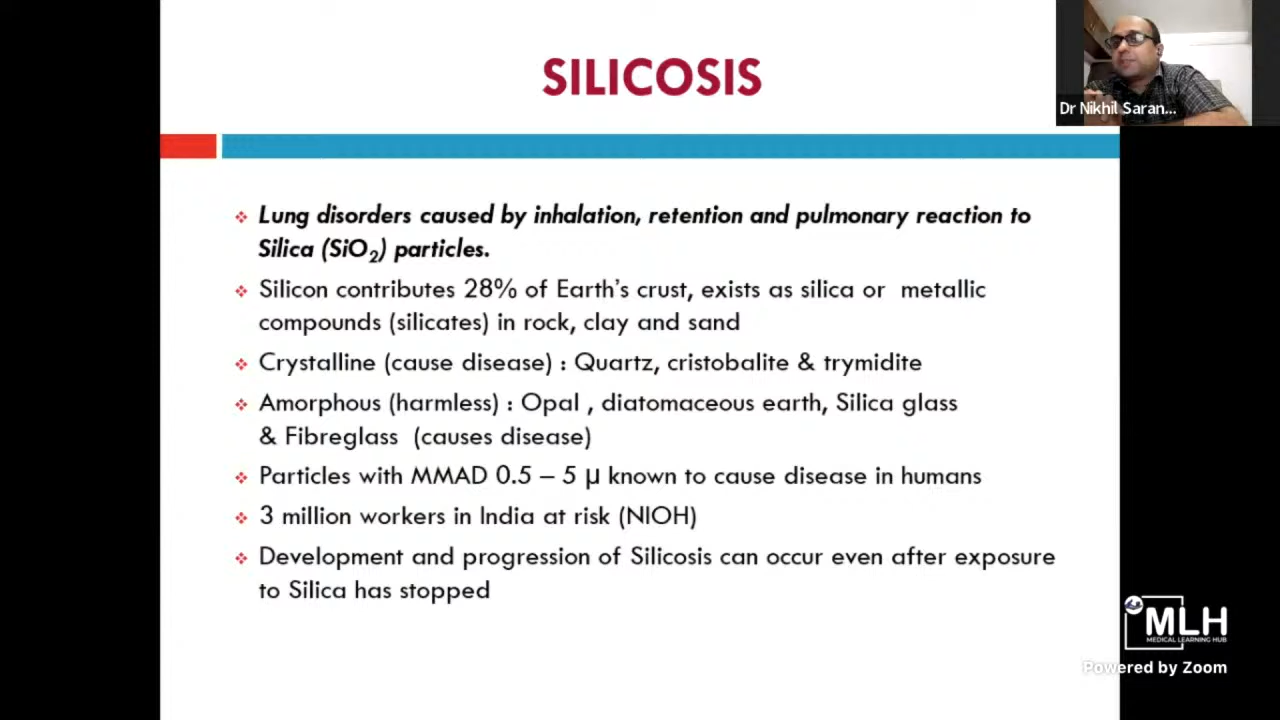 SILICOSIS
Dr Nikhil Saran...
Lung disorders caused by inhalation, retention and pulmonary reaction to
Silica (SiO₂) particles.
Silicon contributes 28% of Earth's crust, exists as silica or metallic
compounds (silicates) in rock, clay and sand
Crystalline (cause disease) : Quartz, cristobalite & trymidite
Amorphous (harmless) : Opal , diatomaceous earth, Silica glass
& Fibreglass (causes disease)
Particles with MMAD 0.5 – 5 µ known to cause disease in humans
3 million workers in India at risk (NIOH)
Development and progression of Silicosis can occur even after exposure
to Silica has stopped
MLH
MEDICAL LEARNING HUB
Powered by Zoom